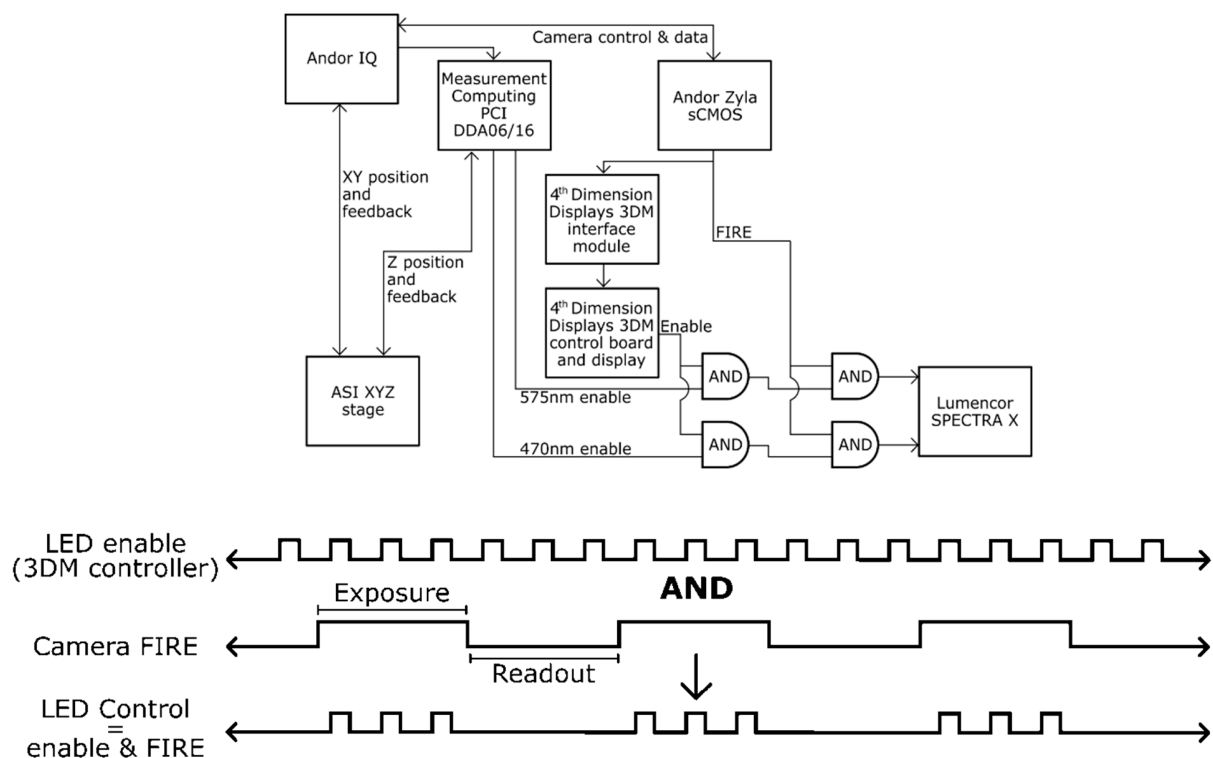 Andor IQ
Camera control & data
Measurement
Computing
PCI
DDA06/16
Andor Zyla
sCMOS
XY position
and
feedback
4th Dimension
Displays 3DM
interface
module
FIRE
Z position
and
feedback
4th Dimension
Displays 3DM
control board
and display
Enable
ASI XYZ
stage
575nm enable
470nm enable
AND
AND
AND
AND
Lumencor
SPECTRA X
LED enable
(3DM controller)
AND
Exposure
Camera FIRE
Readout
LED Control
=
enable & FIRE